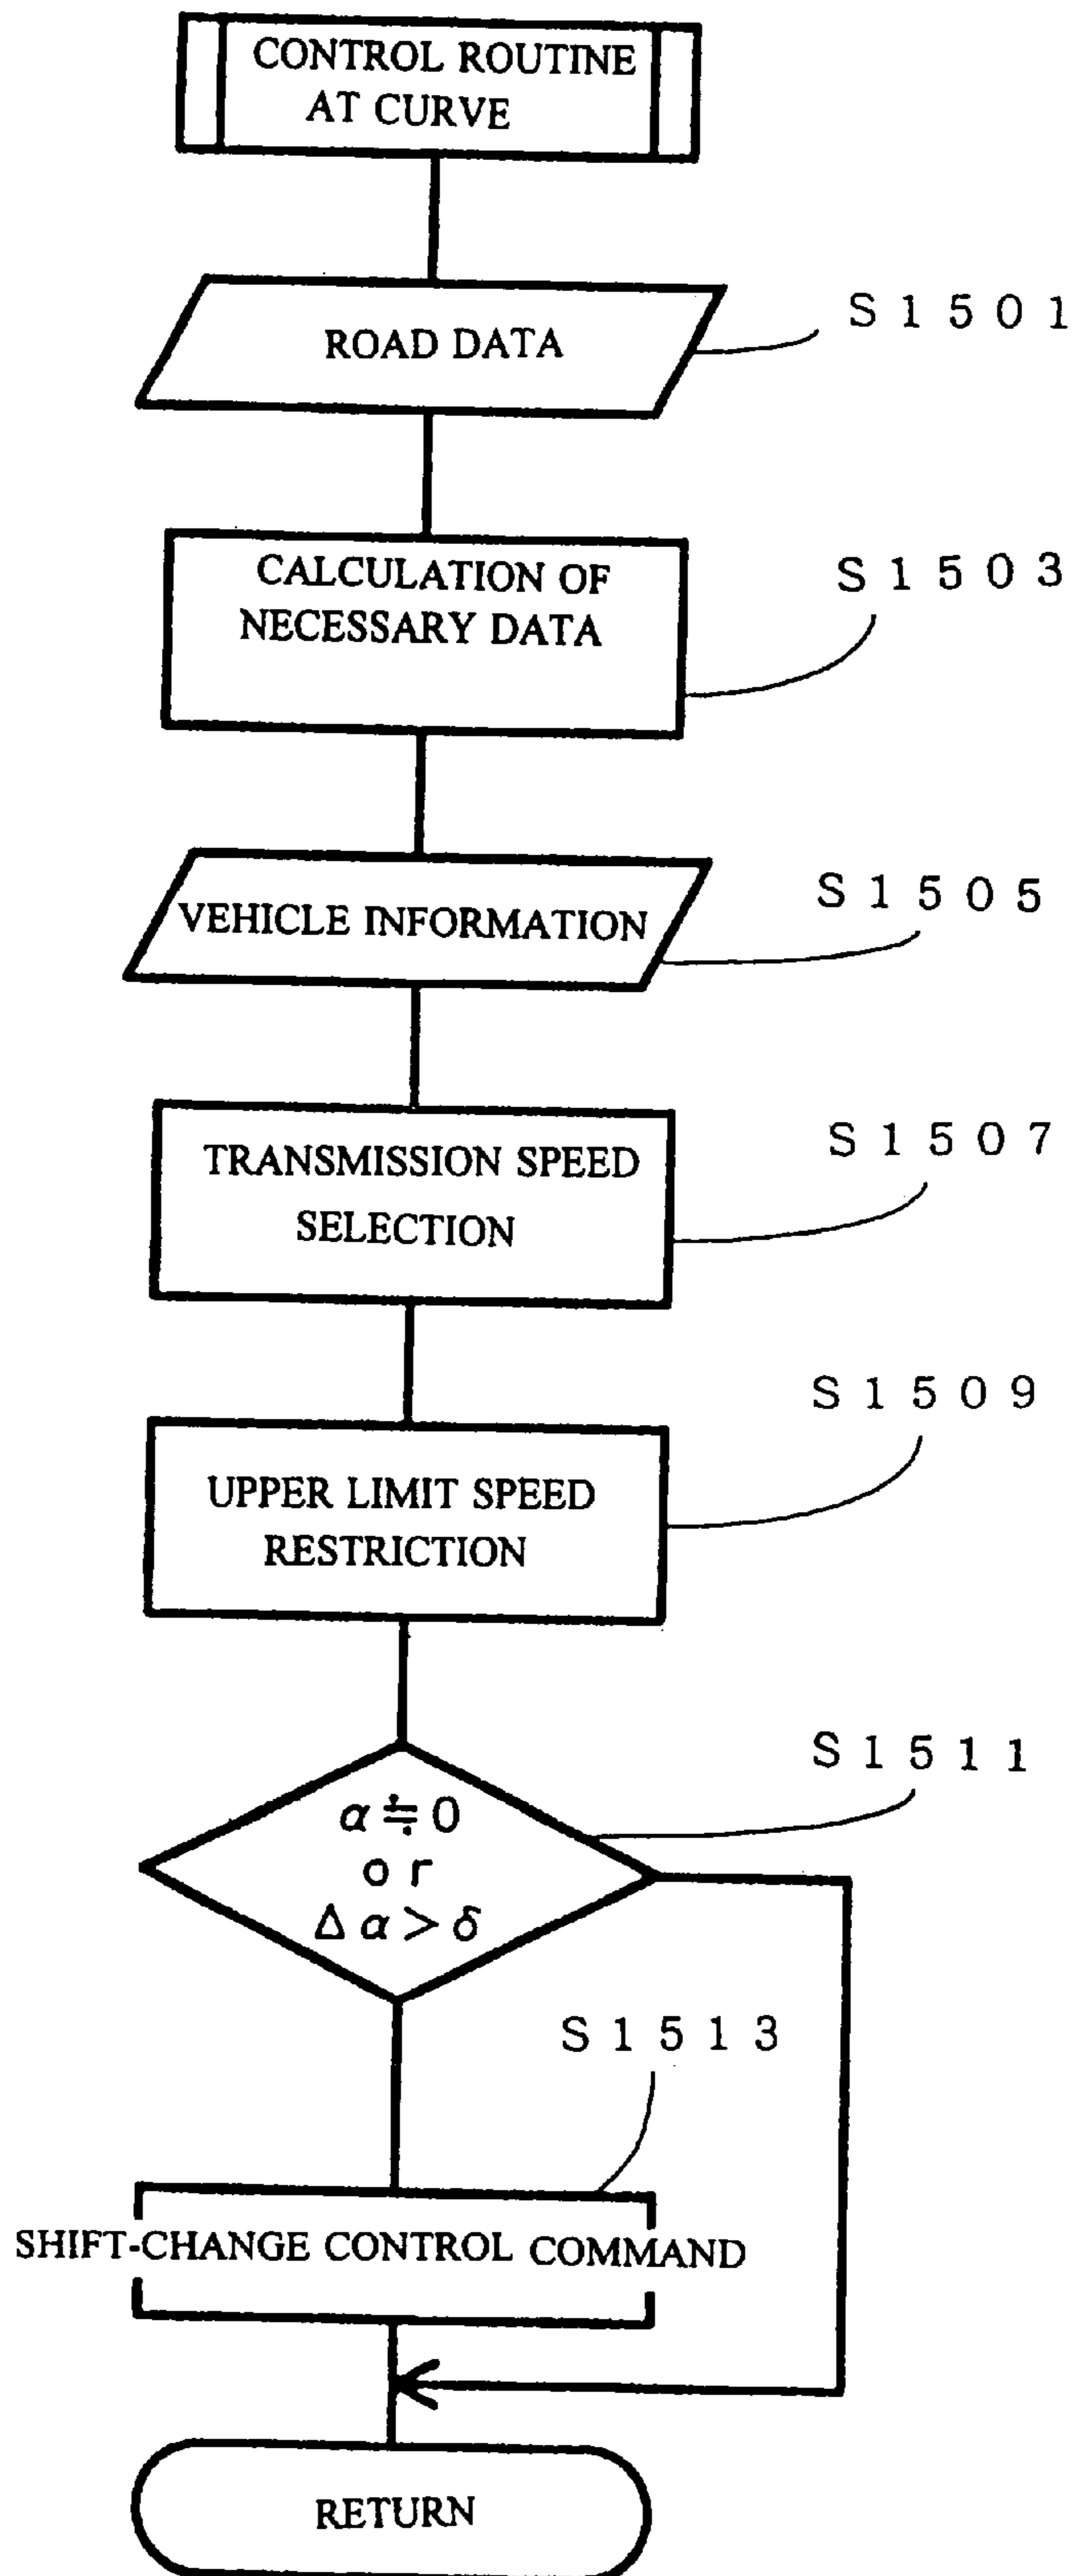 CONTROL ROUTINE
AT CURVE
ROAD DATA
S1501
CALCULATION OF
NECESSARY DATA
S1503
VEHICLE INFORMATION
S1505
TRANSMISSION SPEED
SELECTION
S1507
UPPER LIMIT SPEED
RESTRICTION
S1509
α≒0
or
Δα>δ
S1511
S1513
SHIFT-CHANGE CONTROL COMMAND
RETURN